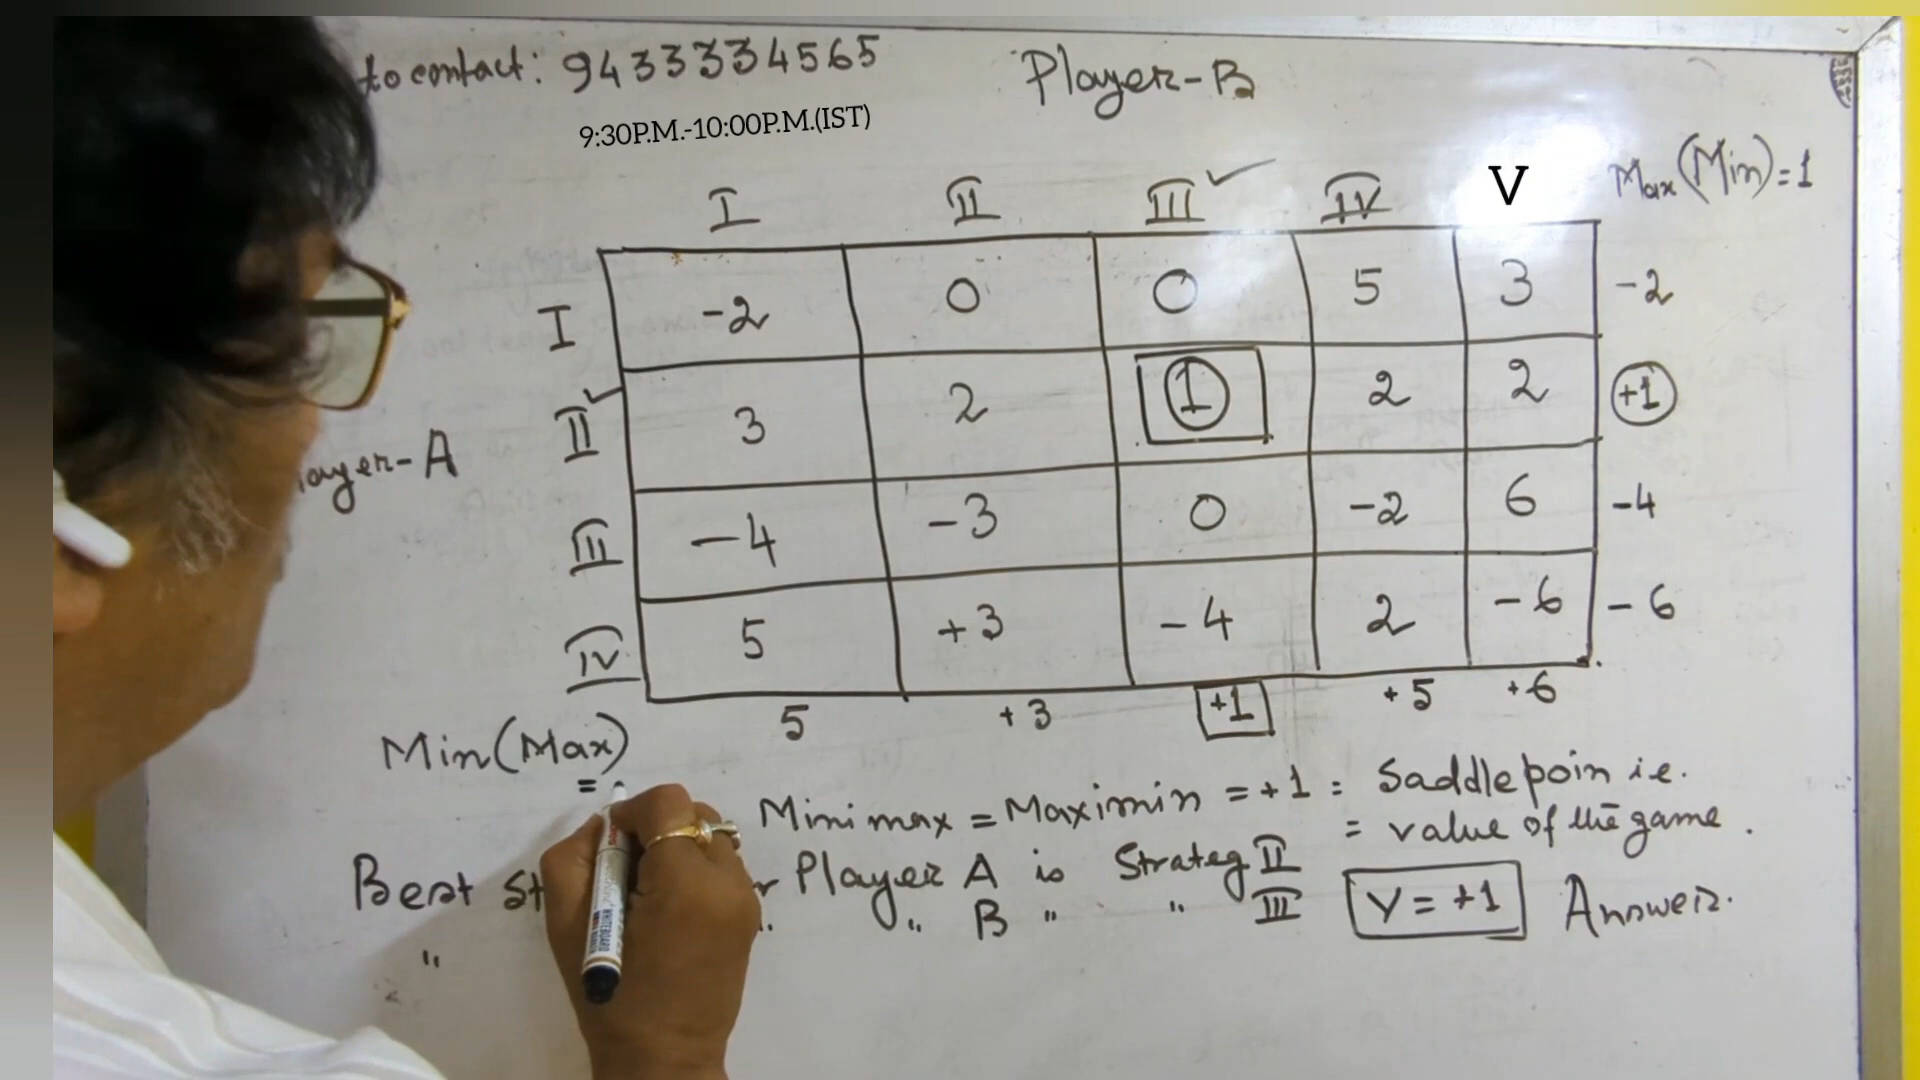 to contact: 9433334565
9:30P.M.-10:00P.M.(IST)
Player-B
Max(Min)=1
I II III ✓ IV V
I -2 0 0 5 3 -2
II ✓ 3 2 1 2 2 +1
layer-A
III -4 -3 0 -2 6 -4
IV 5 +3 -4 2 -6 -6
5 +3 +1 +5 +6
Min(Max)
=
Minimax = Maximin = +1 = Saddle poin i.e.
= value of the game.
Best st r Player A is Strateg II
" " B " " III
V = +1 Answer.